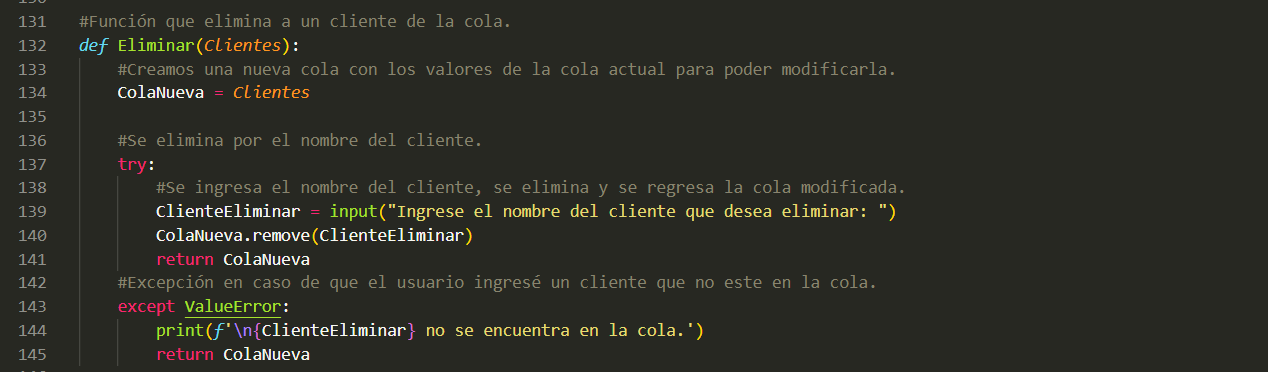 131 #Función que elimina a un cliente de la cola.
132 def Eliminar(Clientes):
133 #Creamos una nueva cola con los valores de la cola actual para poder modificarla.
134 ColaNueva = Clientes
135
136 #Se elimina por el nombre del cliente.
137 try:
138 #Se ingresa el nombre del cliente, se elimina y se regresa la cola modificada.
139 ClienteEliminar = input("Ingrese el nombre del cliente que desea eliminar: ")
140 ColaNueva.remove(ClienteEliminar)
141 return ColaNueva
142 #Excepción en caso de que el usuario ingresé un cliente que no este en la cola.
143 except ValueError:
144 print(f'\n{ClienteEliminar} no se encuentra en la cola.')
145 return ColaNueva